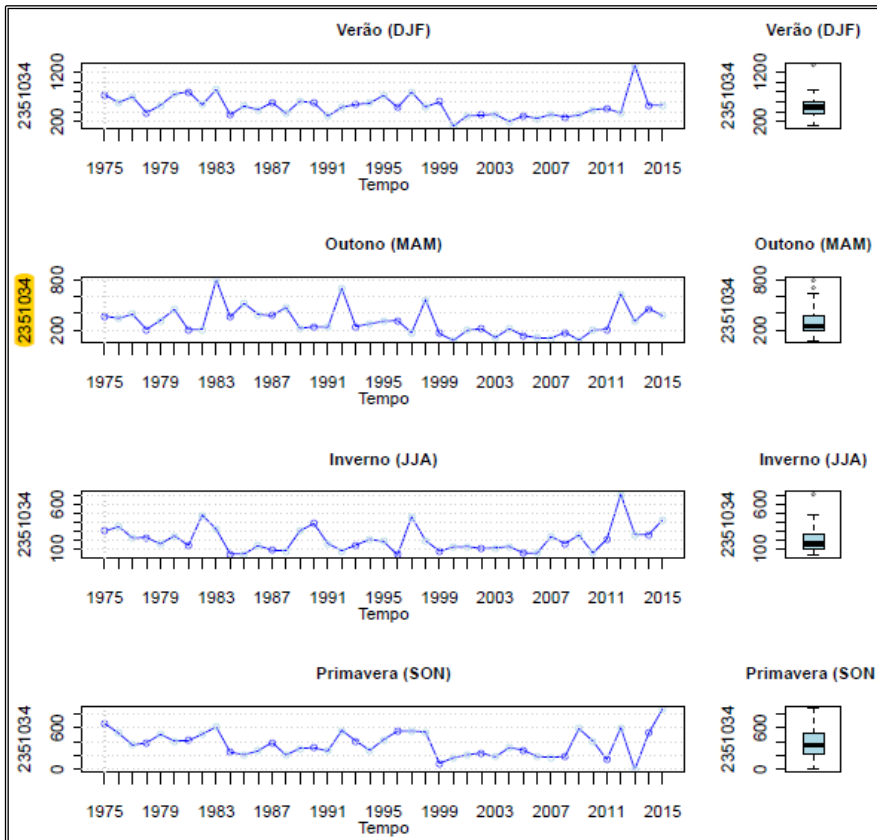 Verão (DJF)
Verão (DJF)
2351034
200 1200
1975 1979 1983 1987 1991 1995 1999 2003 2007 2011 2015
Tempo
2351034
200 1200
Outono (MAM)
Outono (MAM)
2351034
200 800
1975 1979 1983 1987 1991 1995 1999 2003 2007 2011 2015
Tempo
2351034
200 800
Inverno (JJA)
Inverno (JJA)
2351034
100 600
1975 1979 1983 1987 1991 1995 1999 2003 2007 2011 2015
Tempo
2351034
100 600
Primavera (SON)
Primavera (SON
2351034
0 600
1975 1979 1983 1987 1991 1995 1999 2003 2007 2011 2015
Tempo
2351034
0 600